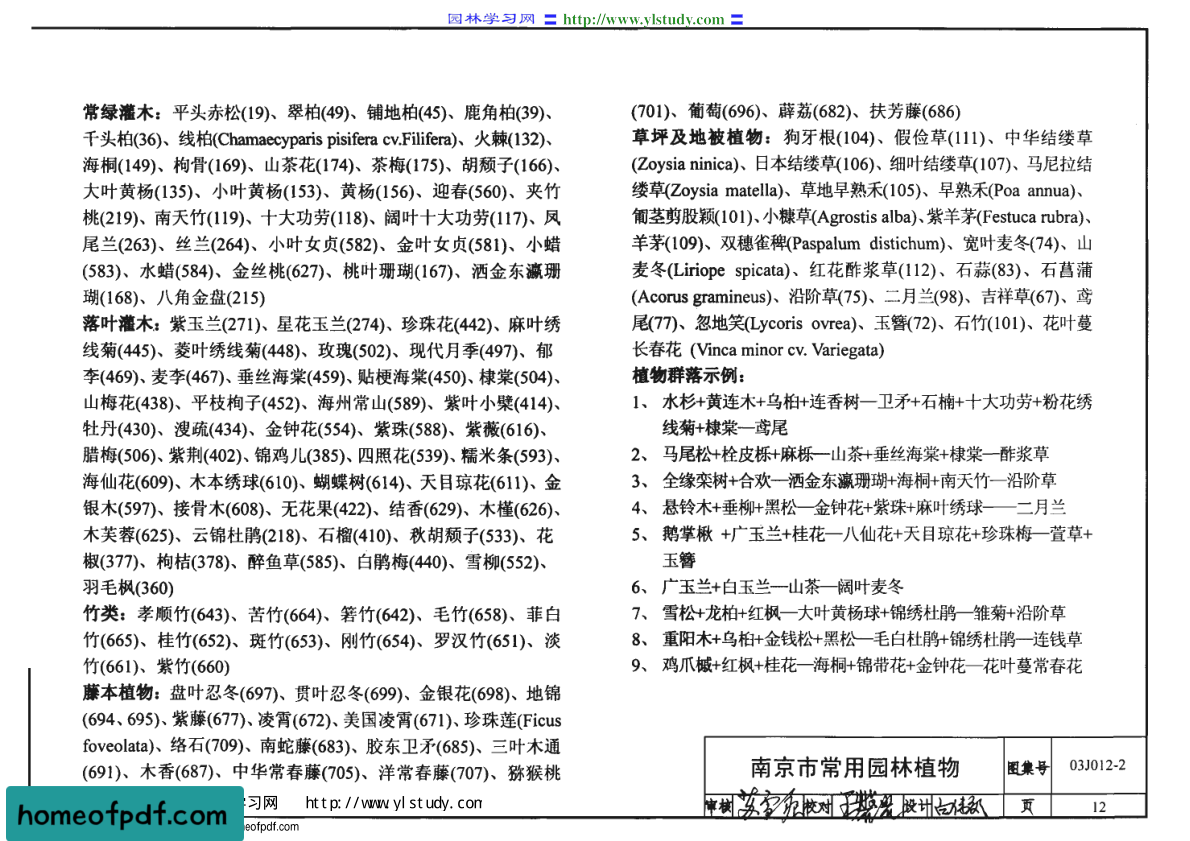 园林学习网 〓 http://www.ylstudy.com 〓
常绿灌木：平头赤松(19)、翠柏(49)、铺地柏(45)、鹿角柏(39)、
千头柏(36)、线柏(Chamaecyparis pisifera cv.Filifera)、火棘(132)、
海桐(149)、枸骨(169)、山茶花(174)、茶梅(175)、胡颓子(166)、
大叶黄杨(135)、小叶黄杨(153)、黄杨(156)、迎春(560)、夹竹
桃(219)、南天竹(119)、十大功劳(118)、阔叶十大功劳(117)、凤
尾兰(263)、丝兰(264)、小叶女贞(582)、金叶女贞(581)、小蜡
(583)、水蜡(584)、金丝桃(627)、桃叶珊瑚(167)、洒金东瀛珊
瑚(168)、八角金盘(215)
落叶灌木：紫玉兰(271)、星花玉兰(274)、珍珠花(442)、麻叶绣
线菊(445)、菱叶绣线菊(448)、玫瑰(502)、现代月季(497)、郁
李(469)、麦李(467)、垂丝海棠(459)、贴梗海棠(450)、棣棠(504)、
山梅花(438)、平枝栒子(452)、海州常山(589)、紫叶小檗(414)、
牡丹(430)、溲疏(434)、金钟花(554)、紫珠(588)、紫薇(616)、
腊梅(506)、紫荆(402)、锦鸡儿(385)、四照花(539)、糯米条(593)、
海仙花(609)、木本绣球(610)、蝴蝶树(614)、天目琼花(611)、金
银木(597)、接骨木(608)、无花果(422)、结香(629)、木槿(626)、
木芙蓉(625)、云锦杜鹃(218)、石榴(410)、秋胡颓子(533)、花
椒(377)、枸桔(378)、醉鱼草(585)、白鹃梅(440)、雪柳(552)、
羽毛枫(360)
竹类：孝顺竹(643)、苦竹(664)、箬竹(642)、毛竹(658)、菲白
竹(665)、桂竹(652)、斑竹(653)、刚竹(654)、罗汉竹(651)、淡
竹(661)、紫竹(660)
藤本植物：盘叶忍冬(697)、贯叶忍冬(699)、金银花(698)、地锦
(694、695)、紫藤(677)、凌霄(672)、美国凌霄(671)、珍珠莲(Ficus
foveolata)、络石(709)、南蛇藤(683)、胶东卫矛(685)、三叶木通
(691)、木香(687)、中华常春藤(705)、洋常春藤(707)、猕猴桃
(701)、葡萄(696)、薜荔(682)、扶芳藤(686)
草坪及地被植物：狗牙根(104)、假俭草(111)、中华结缕草
(Zoysia ninica)、日本结缕草(106)、细叶结缕草(107)、马尼拉结
缕草(Zoysia matella)、草地早熟禾(105)、早熟禾(Poa annua)、
匍茎剪股颖(101)、小糠草(Agrostis alba)、紫羊茅(Festuca rubra)、
羊茅(109)、双穗雀稗(Paspalum distichum)、宽叶麦冬(74)、山
麦冬(Liriope spicata)、红花酢浆草(112)、石蒜(83)、石菖蒲
(Acorus gramineus)、沿阶草(75)、二月兰(98)、吉祥草(67)、鸢
尾(77)、忽地笑(Lycoris ovrea)、玉簪(72)、石竹(101)、花叶蔓
长春花 (Vinca minor cv. Variegata)
植物群落示例：
1、 水杉+黄连木+乌桕+连香树—卫矛+石楠+十大功劳+粉花绣
线菊+棣棠—鸢尾
2、 马尾松+栓皮栎+麻栎—山茶+垂丝海棠+棣棠—酢浆草
3、 全缘栾树+合欢—洒金东瀛珊瑚+海桐+南天竹—沿阶草
4、 悬铃木+垂柳+黑松—金钟花+紫珠+麻叶绣球——二月兰
5、 鹅掌楸 +广玉兰+桂花—八仙花+天目琼花+珍珠梅—萱草+
玉簪
6、 广玉兰+白玉兰—山茶—阔叶麦冬
7、 雪松+龙柏+红枫—大叶黄杨球+锦绣杜鹃—雏菊+沿阶草
8、 重阳木+乌桕+金钱松+黑松—毛白杜鹃+锦绣杜鹃—连钱草
9、 鸡爪槭+红枫+桂花—海桐+锦带花+金钟花—花叶蔓常春花
南京市常用园林植物 图集号 03J012-2
审核 校对 设计 页 12
习网 http://www.ylstudy.com
homeofpdf.com
meofpdf.com